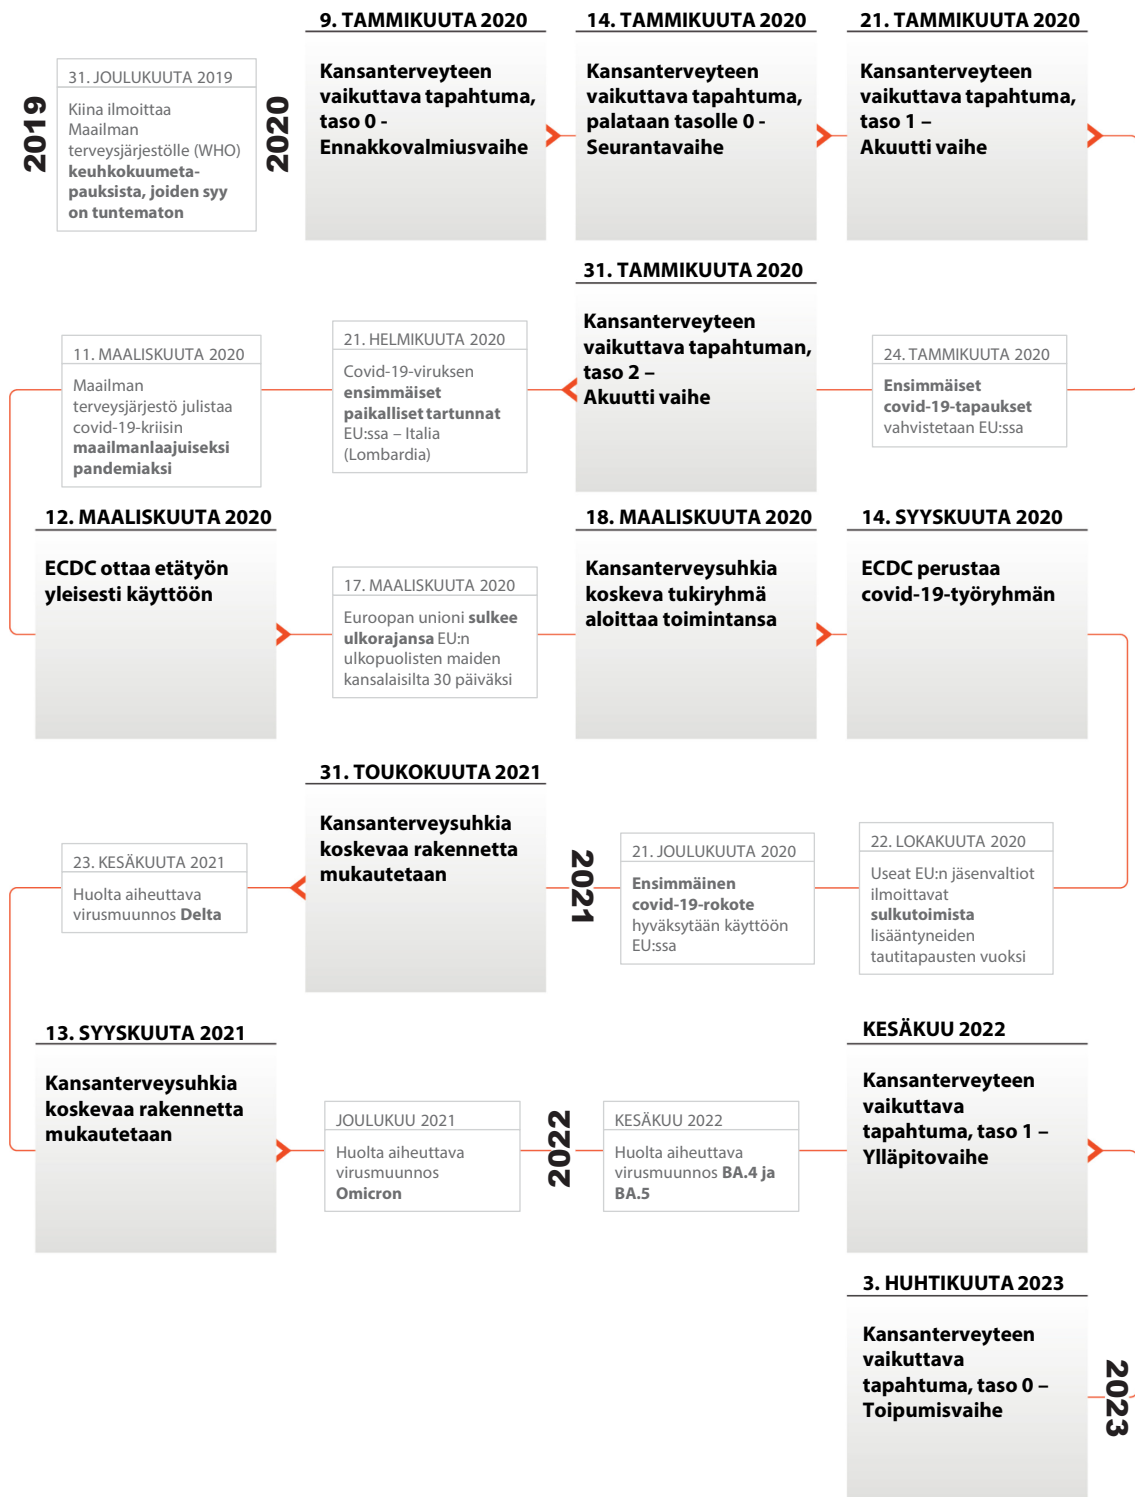 2019
31. JOULUKUUTA 2019
Kiina ilmoittaa
Maailman
terveysjärjestölle (WHO)
keuhkokuumeta-
pauksista, joiden syy
on tuntematon
2020
9. TAMMIKUUTA 2020
Kansanterveyteen
vaikuttava tapahtuma,
taso 0 -
Ennakkovalmiusvaihe
14. TAMMIKUUTA 2020
Kansanterveyteen
vaikuttava tapahtuma,
palataan tasolle 0 -
Seurantavaihe
21. TAMMIKUUTA 2020
Kansanterveyteen
vaikuttava tapahtuma,
taso 1 –
Akuutti vaihe
24. TAMMIKUUTA 2020
Ensimmäiset
covid-19-tapaukset
vahvistetaan EU:ssa
31. TAMMIKUUTA 2020
Kansanterveyteen
vaikuttava tapahtuman,
taso 2 –
Akuutti vaihe
21. HELMIKUUTA 2020
Covid-19-viruksen
ensimmäiset
paikalliset tartunnat
EU:ssa – Italia
(Lombardia)
11. MAALISKUUTA 2020
Maailman
terveysjärjestö julistaa
covid-19-kriisin
maailmanlaajuiseksi
pandemiaksi
12. MAALISKUUTA 2020
ECDC ottaa etätyön
yleisesti käyttöön
17. MAALISKUUTA 2020
Euroopan unioni sulkee
ulkorajansa EU:n
ulkopuolisten maiden
kansalaisilta 30 päiväksi
18. MAALISKUUTA 2020
Kansanterveysuhkia
koskeva tukiryhmä
aloittaa toimintansa
14. SYYSKUUTA 2020
ECDC perustaa
covid-19-työryhmän
22. LOKAKUUTA 2020
Useat EU:n jäsenvaltiot
ilmoittavat
sulkutoimista
lisääntyneiden
tautitapausten vuoksi
21. JOULUKUUTA 2020
Ensimmäinen
covid-19-rokote
hyväksytään käyttöön
EU:ssa
2021
31. TOUKOKUUTA 2021
Kansanterveysuhkia
koskevaa rakennetta
mukautetaan
23. KESÄKUUTA 2021
Huolta aiheuttava
virusmuunnos Delta
13. SYYSKUUTA 2021
Kansanterveysuhkia
koskevaa rakennetta
mukautetaan
JOULUKUU 2021
Huolta aiheuttava
virusmuunnos
Omicron
2022
KESÄKUU 2022
Huolta aiheuttava
virusmuunnos BA.4 ja
BA.5
KESÄKUU 2022
Kansanterveyteen
vaikuttava
tapahtuma, taso 1 –
Ylläpitovaihe
2023
3. HUHTIKUUTA 2023
Kansanterveyteen
vaikuttava
tapahtuma, taso 0 –
Toipumisvaihe